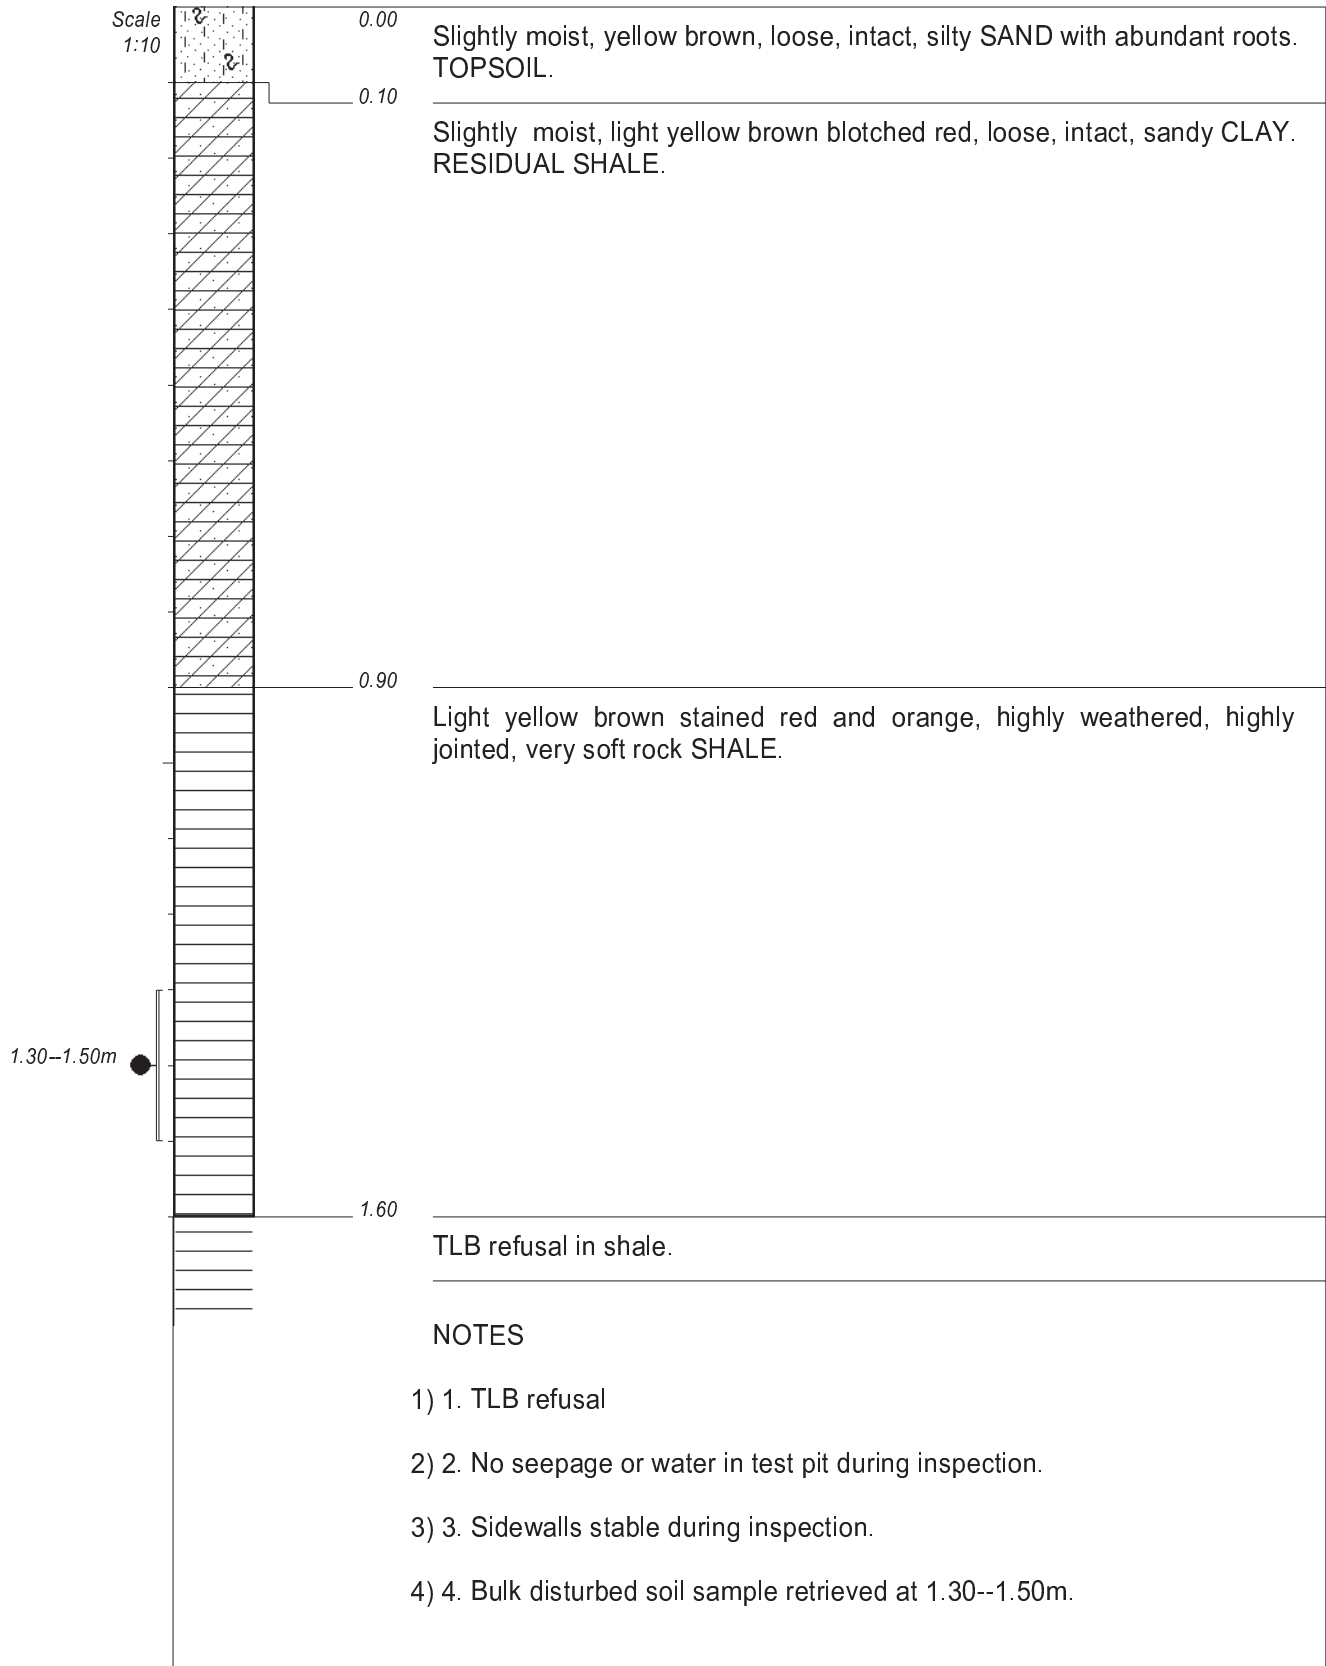 Scale
1:10
0.00
Slightly moist, yellow brown, loose, intact, silty SAND with abundant roots.
TOPSOIL.
0.10
Slightly moist, light yellow brown blotched red, loose, intact, sandy CLAY.
RESIDUAL SHALE.
0.90
Light yellow brown stained red and orange, highly weathered, highly
jointed, very soft rock SHALE.
1.30--1.50m
1.60
TLB refusal in shale.
NOTES
1) 1. TLB refusal
2) 2. No seepage or water in test pit during inspection.
3) 3. Sidewalls stable during inspection.
4) 4. Bulk disturbed soil sample retrieved at 1.30--1.50m.